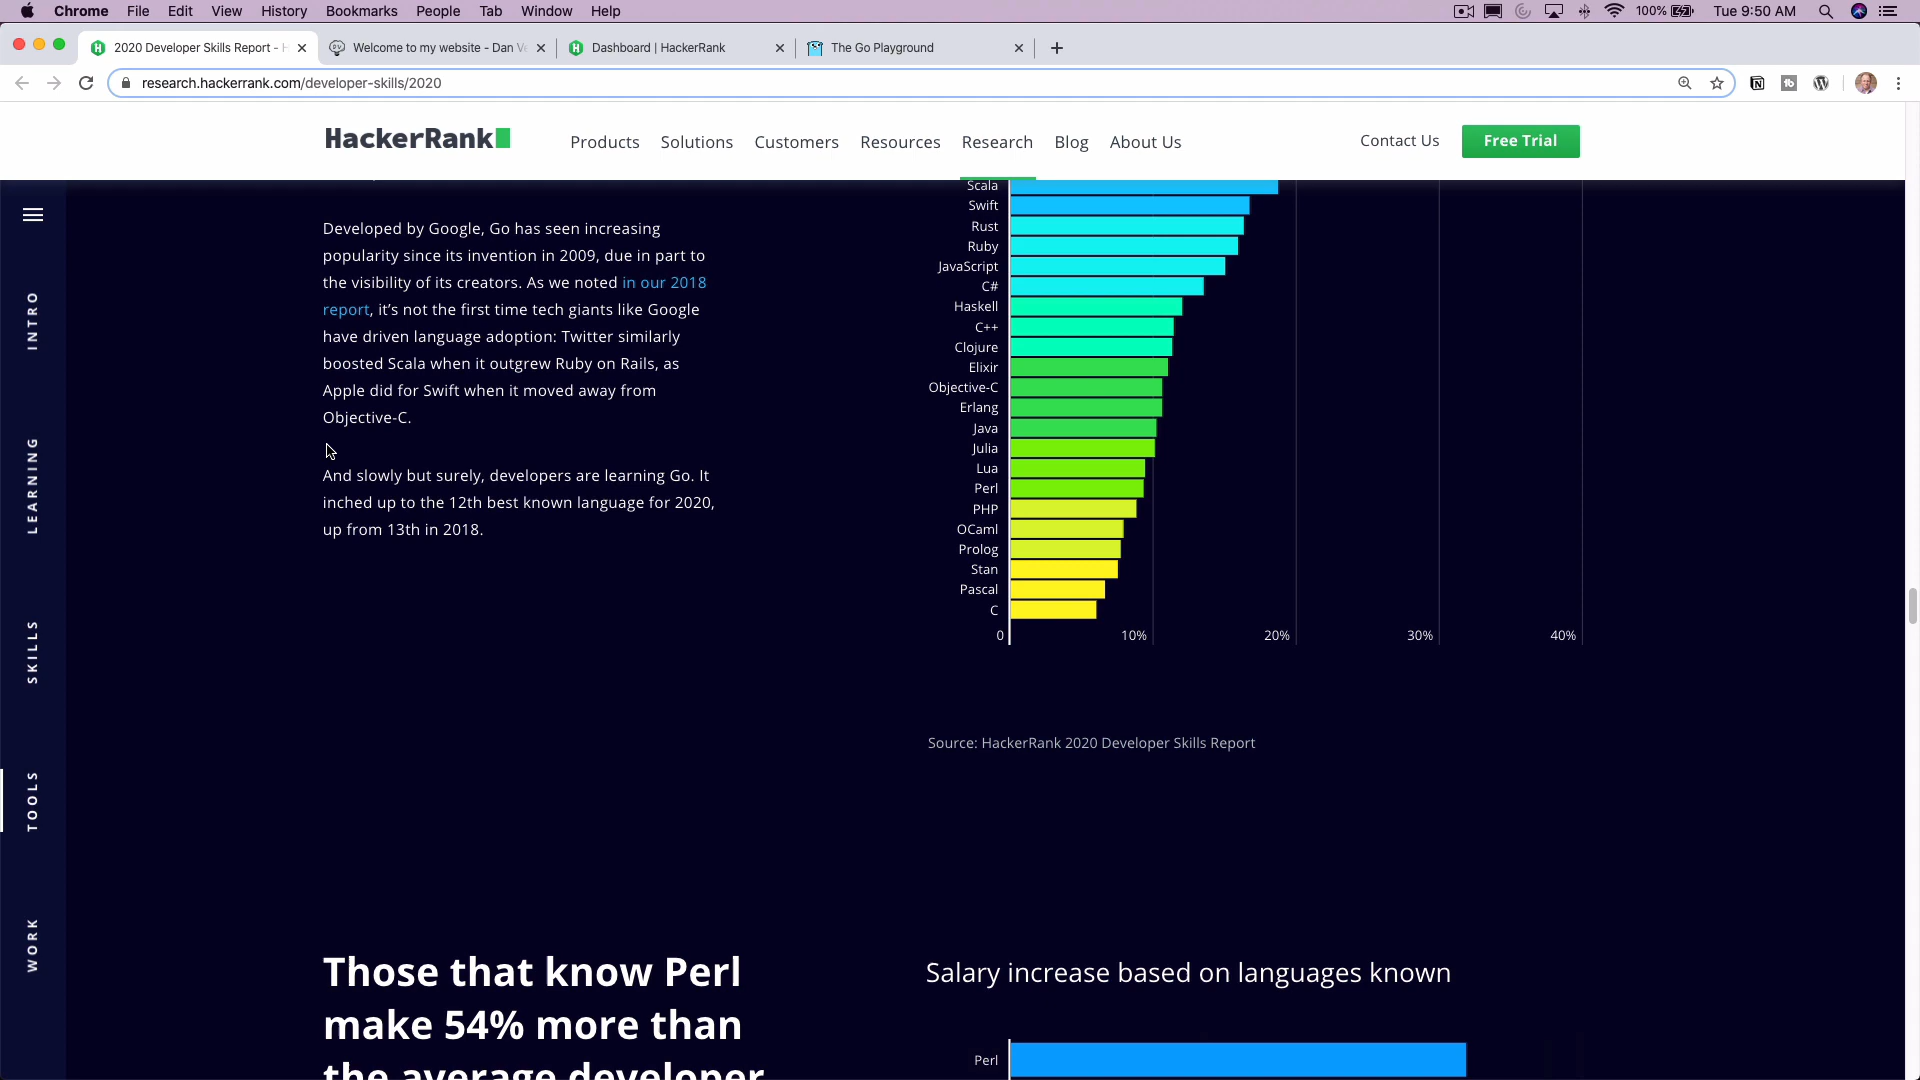 Chrome File Edit View History Bookmarks People Tab Window Help 100% Tue 9:50 AM
2020 Developer Skills Report - H
Welcome to my website - Dan Ve
Dashboard | HackerRank
The Go Playground
research.hackerrank.com/developer-skills/2020
HackerRank Products Solutions Customers Resources Research Blog About Us Contact Us Free Trial
INTRO
LEARNING
SKILLS
TOOLS
WORK
Developed by Google, Go has seen increasing
popularity since its invention in 2009, due in part to
the visibility of its creators. As we noted in our 2018
report, it’s not the first time tech giants like Google
have driven language adoption: Twitter similarly
boosted Scala when it outgrew Ruby on Rails, as
Apple did for Swift when it moved away from
Objective-C.
And slowly but surely, developers are learning Go. It
inched up to the 12th best known language for 2020,
up from 13th in 2018.
Scala
Swift
Rust
Ruby
JavaScript
C#
Haskell
C++
Clojure
Elixir
Objective-C
Erlang
Java
Julia
Lua
Perl
PHP
OCaml
Prolog
Stan
Pascal
C
0 10% 20% 30% 40%
Source: HackerRank 2020 Developer Skills Report
Those that know Perl
make 54% more than
the average developer
Salary increase based on languages known
Perl